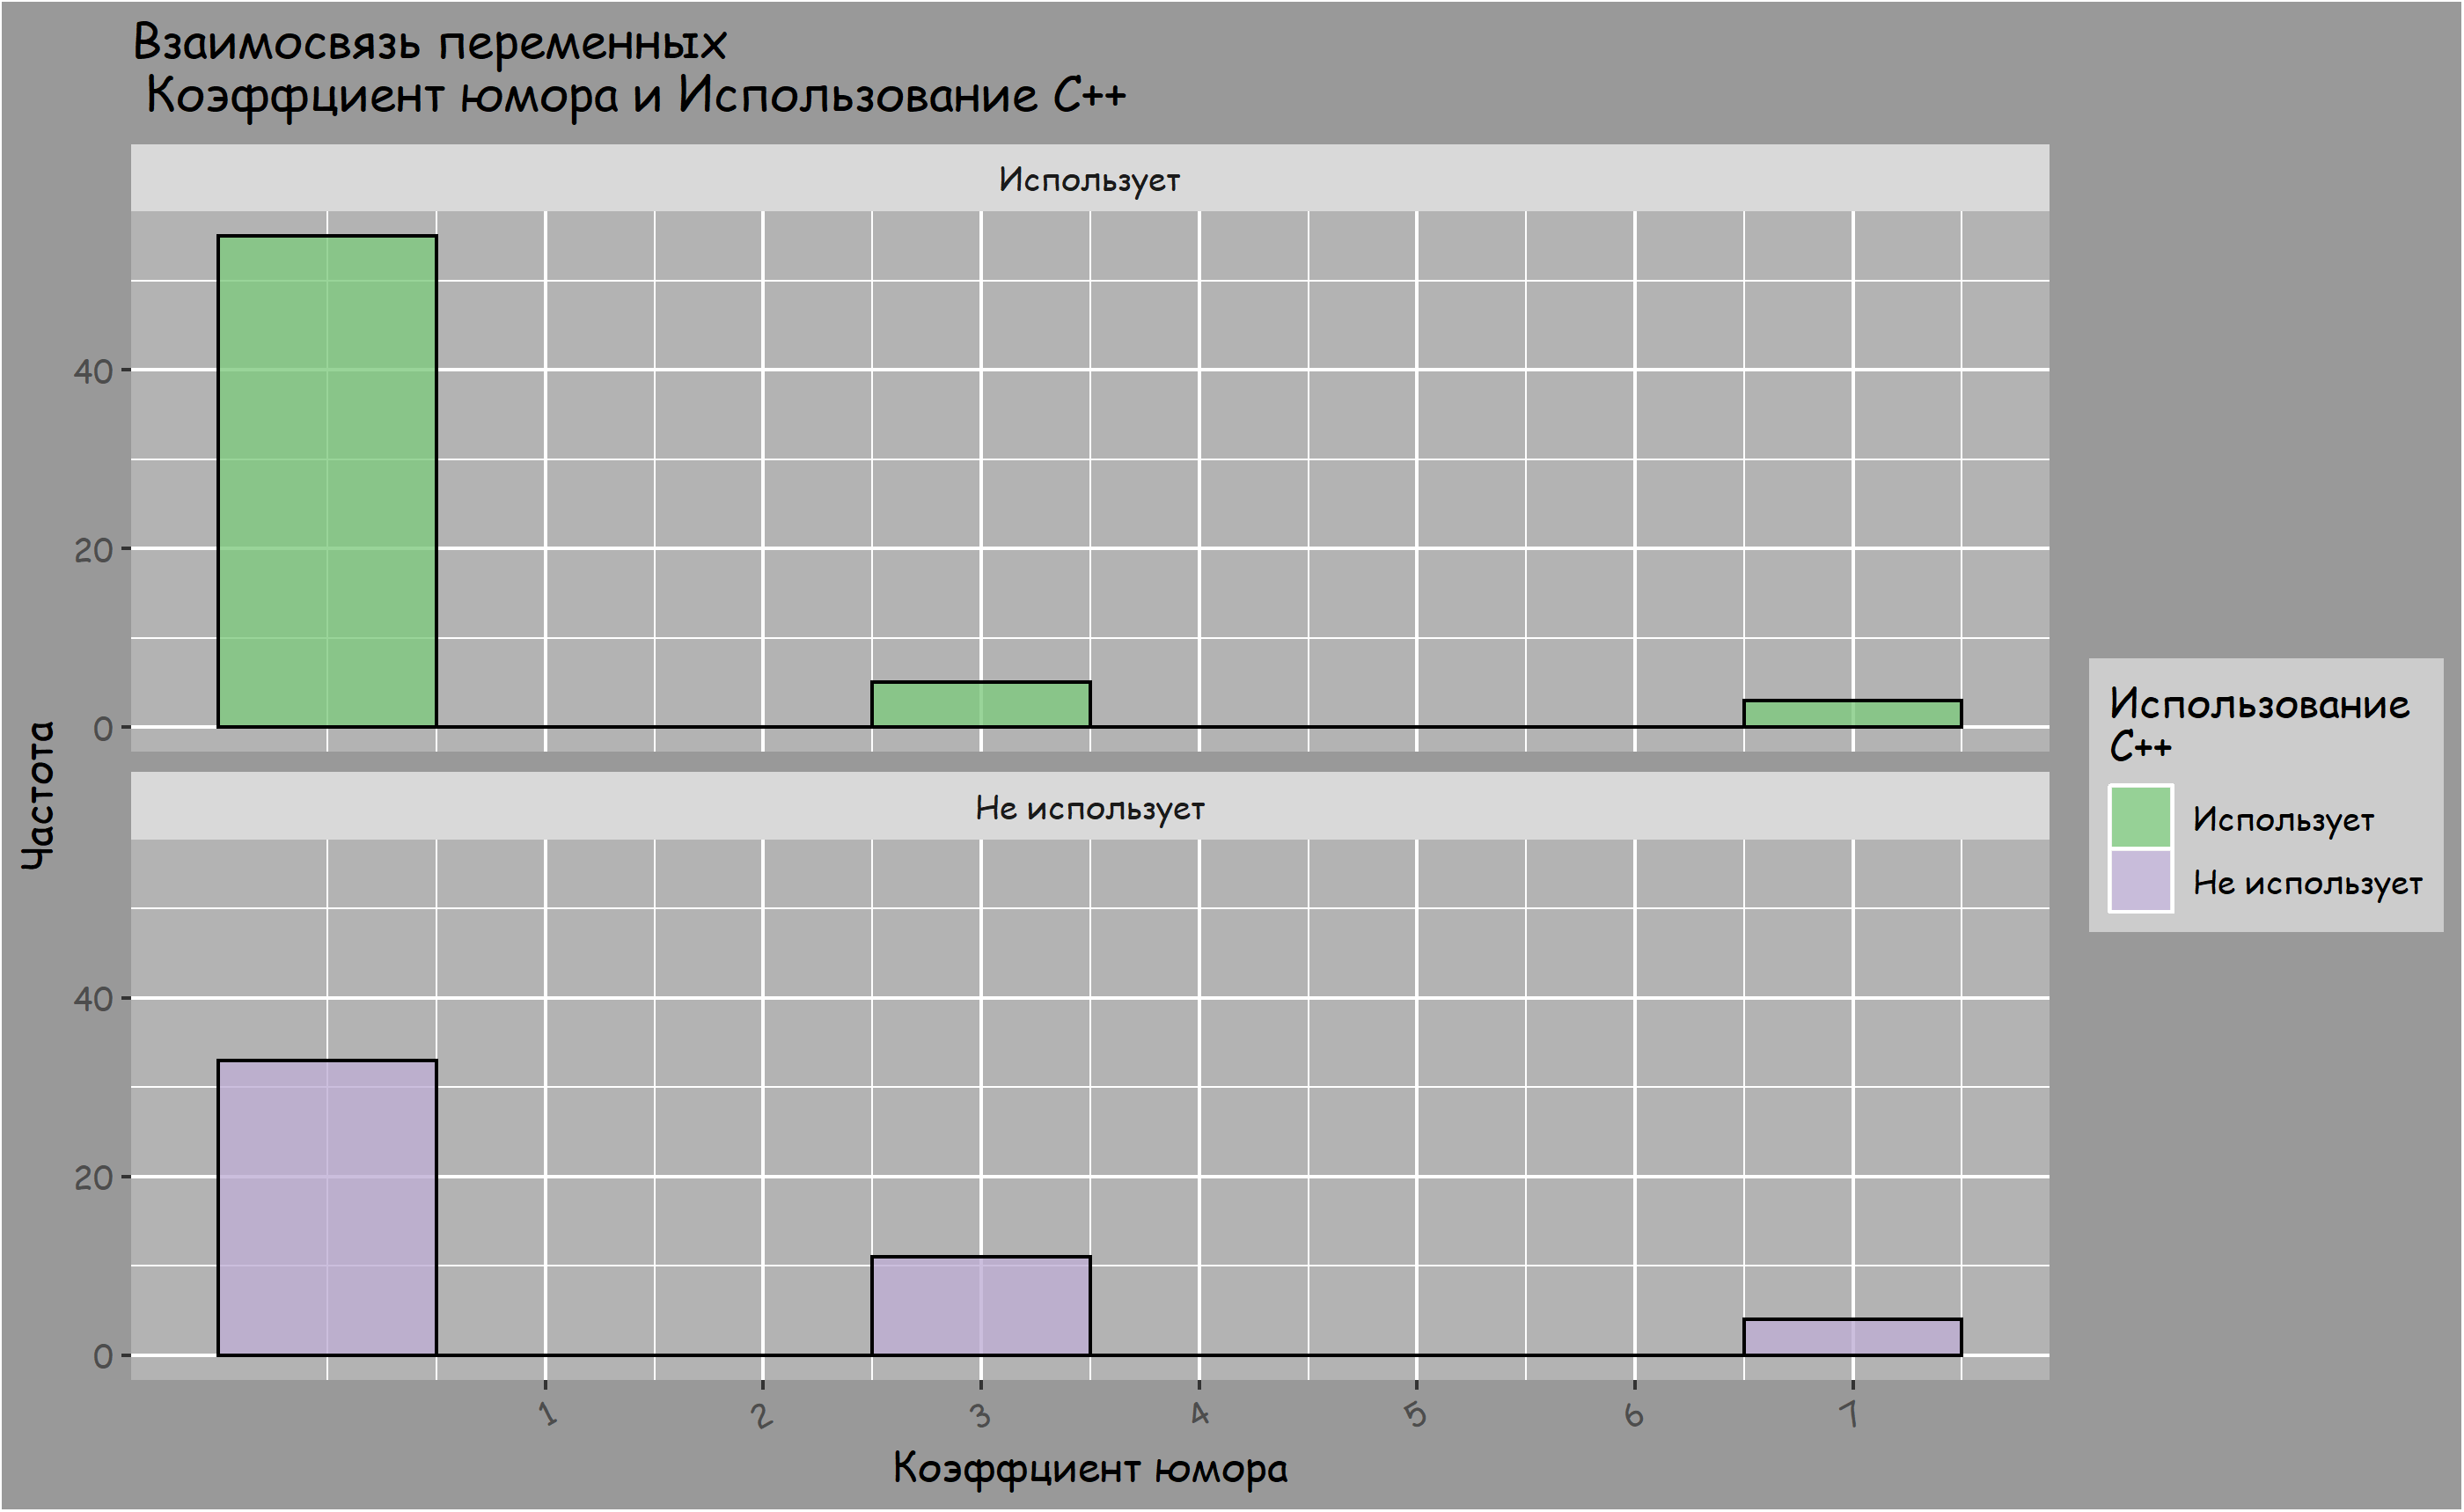 Взаимосвязь переменных
Коэффциент юмора и Использование C++
Использует
40
20
0
Не использует
40
20
0
Частота
1 2 3 4 5 6 7
Коэффциент юмора
Использование
C++
Использует
Не использует